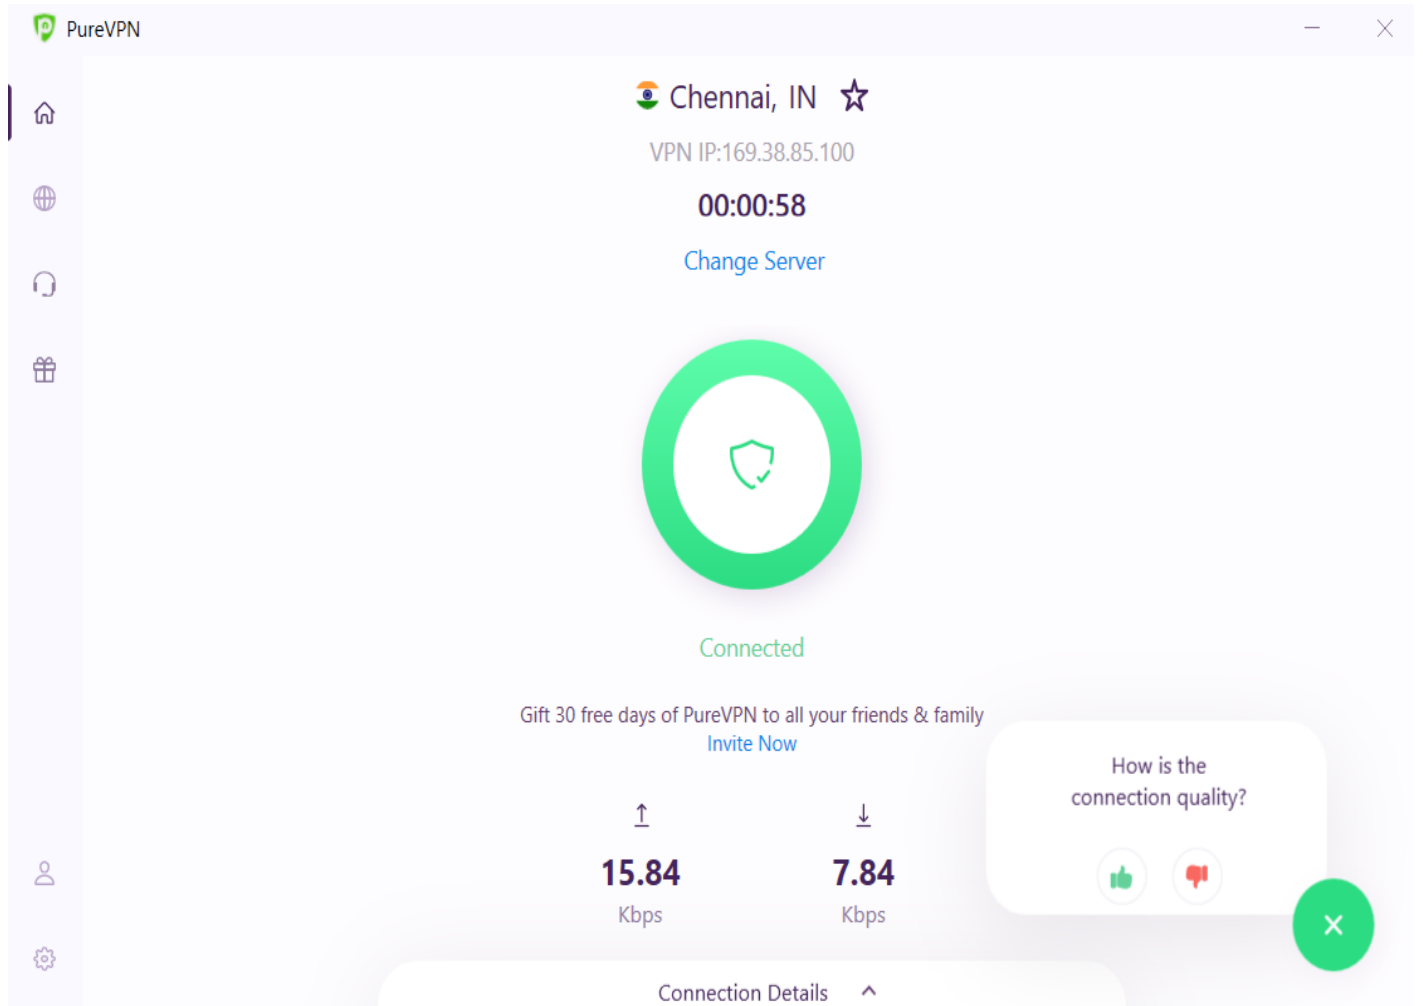 PureVPN
Chennai, IN
VPN IP:169.38.85.100
00:00:58
Change Server
Connected
Gift 30 free days of PureVPN to all your friends & family
Invite Now
How is the
connection quality?
15.84
7.84
Kbps
Kbps
Connection Details